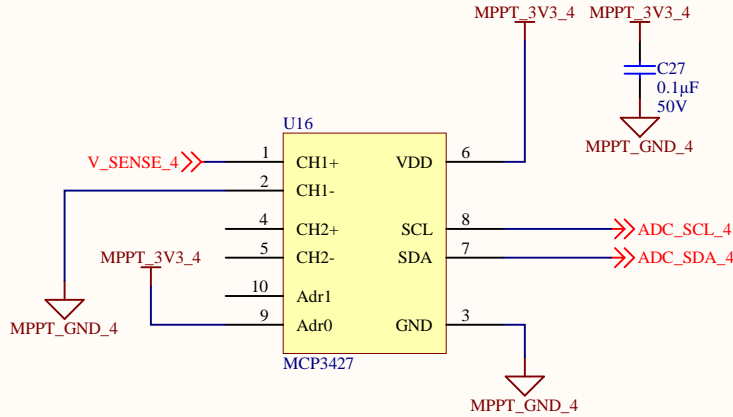 MPPT_3V3_4
MPPT_3V3_4
C27
0.1µF
50V
MPPT_GND_4
U16
V_SENSE_4
1
CH1+
VDD
6
2
CH1-
4
CH2+
SCL
8
ADC_SCL_4
5
CH2-
SDA
7
ADC_SDA_4
MPPT_3V3_4
10
Adr1
9
Adr0
GND
3
MPPT_GND_4
MCP3427
MPPT_GND_4